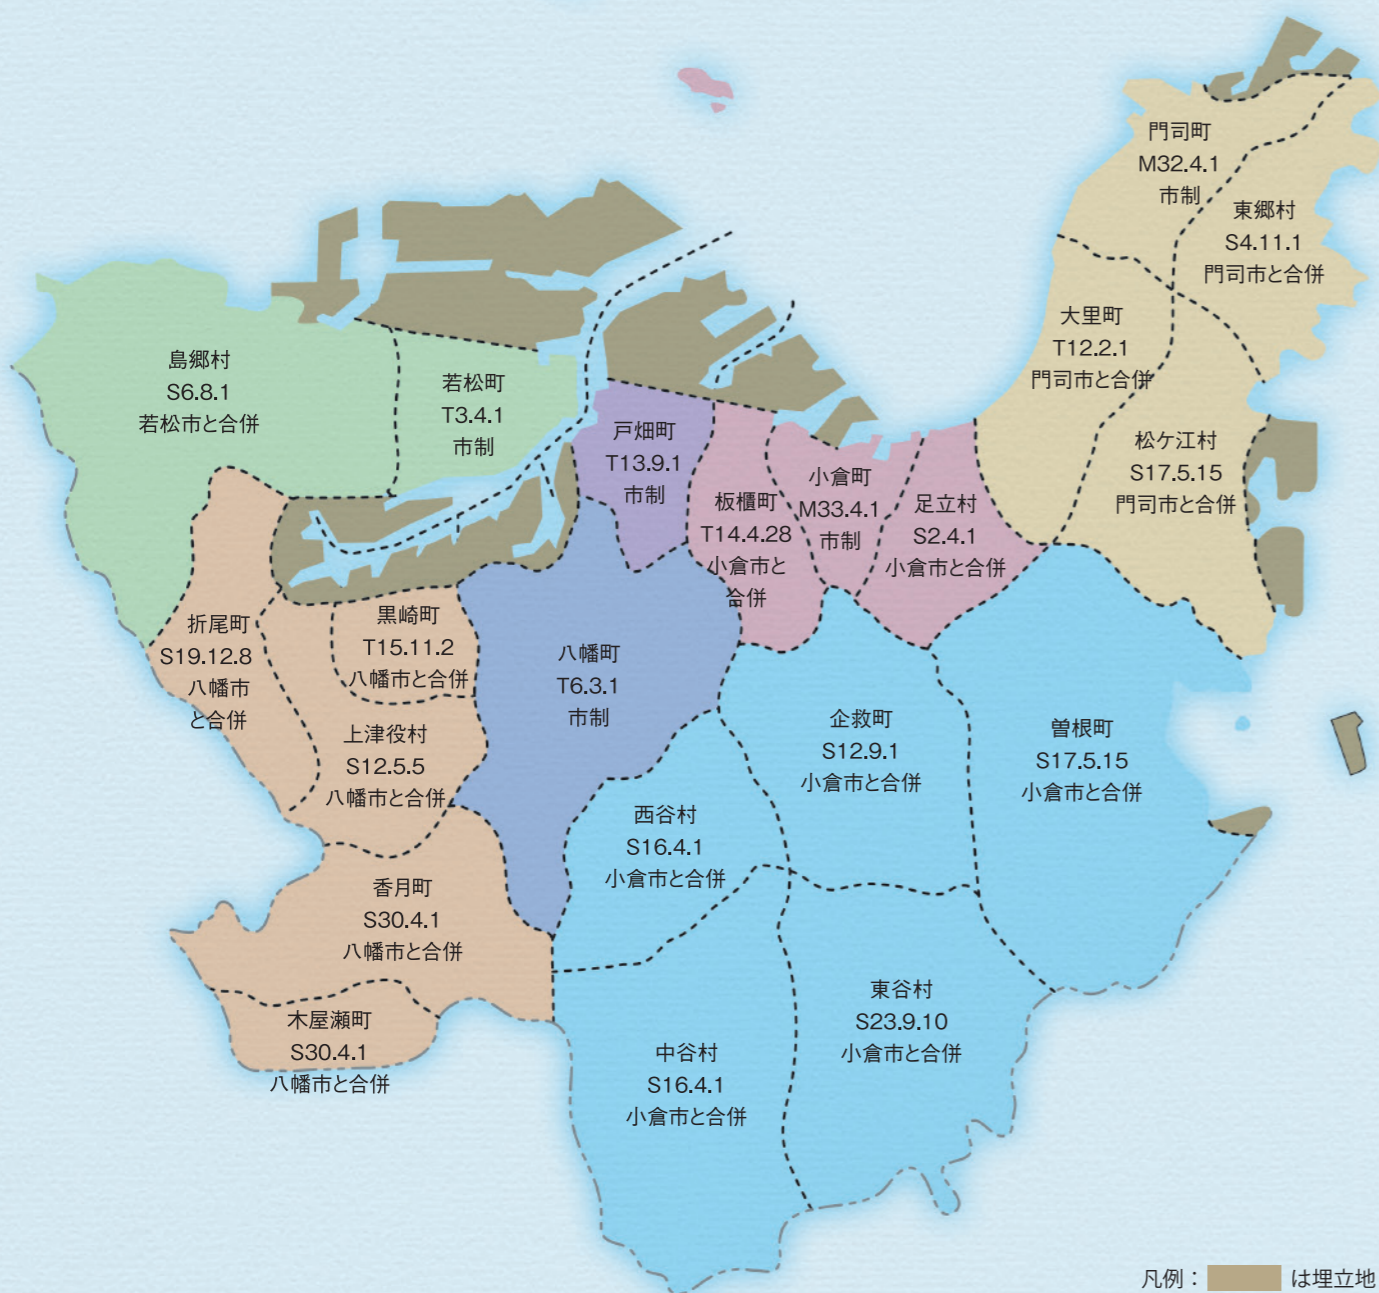 門司町
M32.4.1
市制
東郷村
S4.11.1
門司市と合併
大里町
T12.2.1
門司市と合併
松ケ江村
S17.5.15
門司市と合併
島郷村
S6.8.1
若松市と合併
若松町
T3.4.1
市制
戸畑町
T13.9.1
市制
板櫃町
T14.4.28
小倉市と
合併
小倉町
M33.4.1
市制
足立村
S2.4.1
小倉市と合併
折尾町
S19.12.8
八幡市
と合併
黒崎町
T15.11.2
八幡市と合併
上津役村
S12.5.5
八幡市と合併
八幡町
T6.3.1
市制
企救町
S12.9.1
小倉市と合併
曽根町
S17.5.15
小倉市と合併
西谷村
S16.4.1
小倉市と合併
香月町
S30.4.1
八幡市と合併
木屋瀬町
S30.4.1
八幡市と合併
中谷村
S16.4.1
小倉市と合併
東谷村
S23.9.10
小倉市と合併
凡例： は埋立地